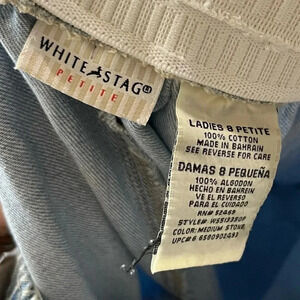 WHITE STAG®
PETITE
LADIES 8 PETITE
100% COTTON
MADE IN BAHRAIN
SEE REVERSE FOR CARE
DAMAS 8 PEQUEÑA
100% ALGODON
HECHO EN BAHREIN
VE EL REVERSO
PARA EL CUIDADO
RN# 52469
COLOR: MEDIUM STONE